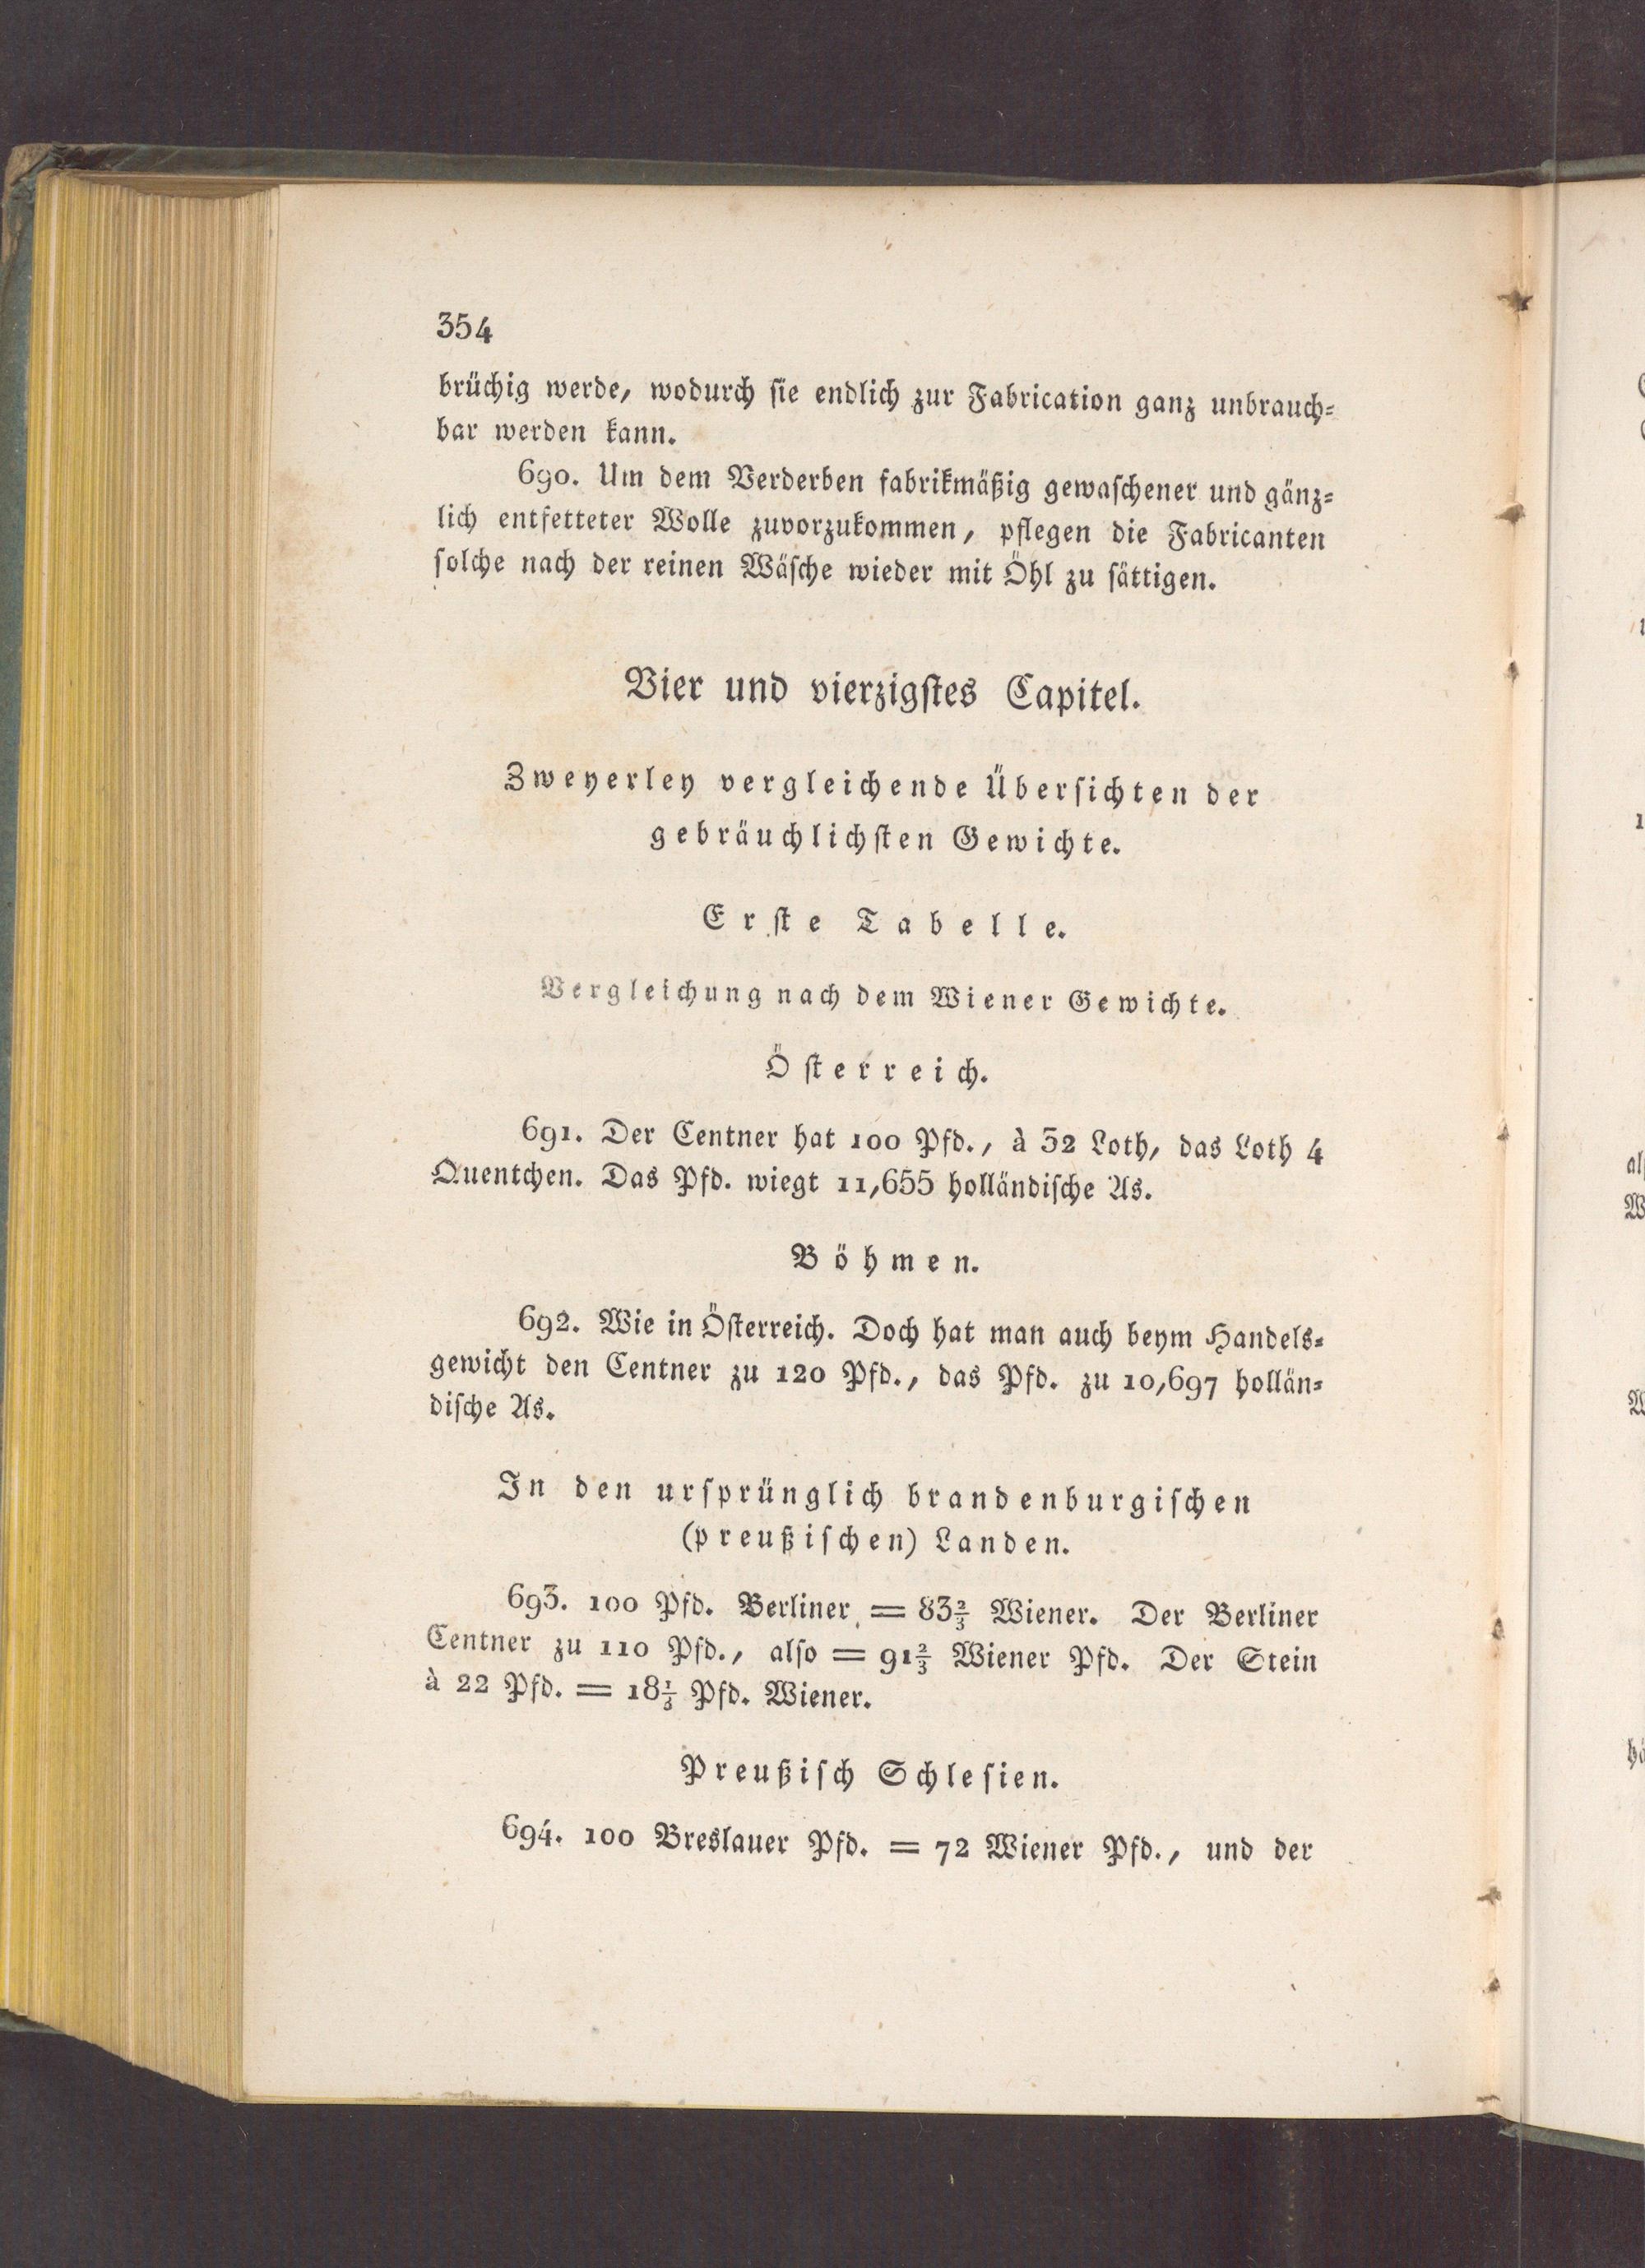 354
brüchig werde, wodurch sie endlich zur Fabrication ganz unbrauch-
bar werden kann.
690. Um dem Verderben fabrikmäßig gewaschener und gänz-
lich entfetteter Wolle zuvorzukommen, pflegen die Fabricanten
solche nach der reinen Wäsche wieder mit Öhl zu sättigen.
Vier und vierzigstes Capitel.
Zweyerley vergleichende Übersichten der
gebräuchlichsten Gewichte.
Erste Tabelle.
Vergleichung nach dem Wiener Gewichte.
Österreich.
691. Der Centner hat 100 Pfd., à 32 Loth, das Loth 4
Quentchen. Das Pfd. wiegt 11,655 holländische As.
Böhmen.
692. Wie in Österreich. Doch hat man auch beym Handels-
gewicht den Centner zu 120 Pfd., das Pfd. zu 10,697 hollän-
dische As.
In den ursprünglich brandenburgischen
(preußischen) Landen.
693. 100 Pfd. Berliner = 83⅔ Wiener. Der Berliner
Centner zu 110 Pfd., also = 91⅔ Wiener Pfd. Der Stein
à 22 Pfd. = 18⅓ Pfd. Wiener.
Preußisch Schlesien.
694. 100 Breslauer Pfd. = 72 Wiener Pfd., und der